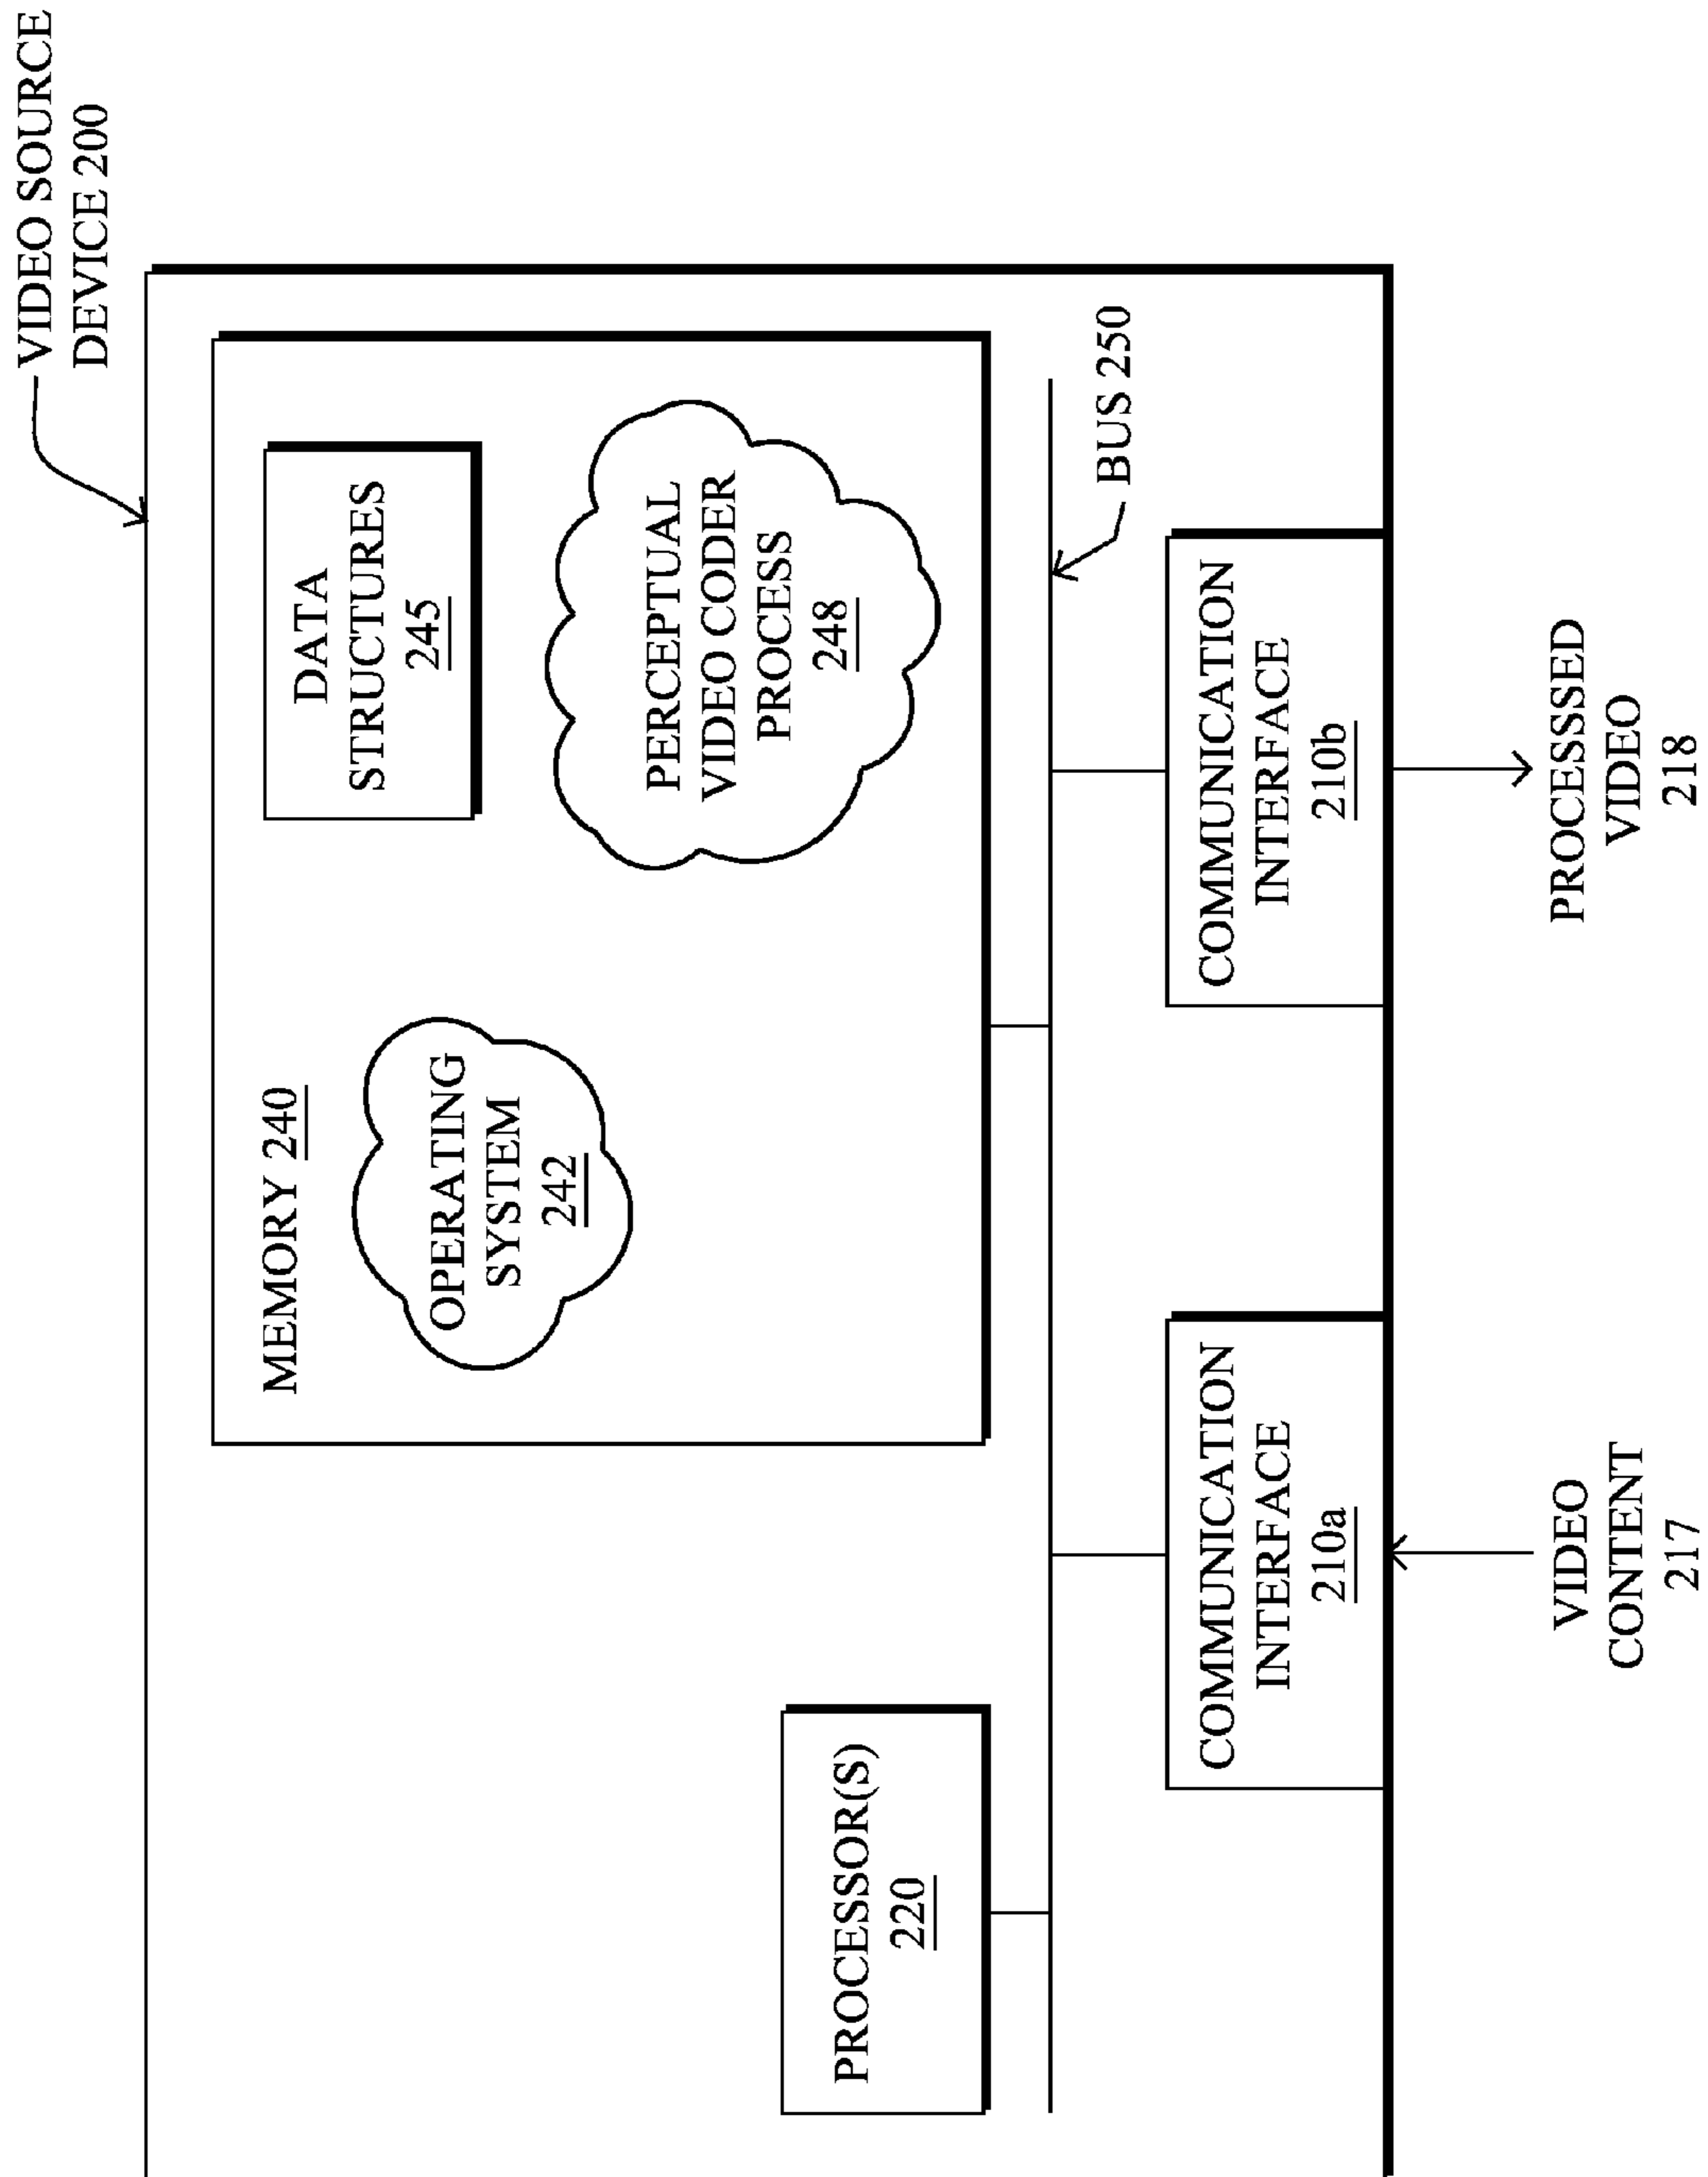 VIDEO SOURCE
DEVICE 200
MEMORY 240
OPERATING
SYSTEM
242
DATA
STRUCTURES
245
PERCEPTUAL
VIDEO CODER
PROCESS
248
PROCESSOR(S)
220
BUS 250
COMMUNICATION
INTERFACE
210a
COMMUNICATION
INTERFACE
210b
VIDEO
CONTENT
217
PROCESSSED
VIDEO
218